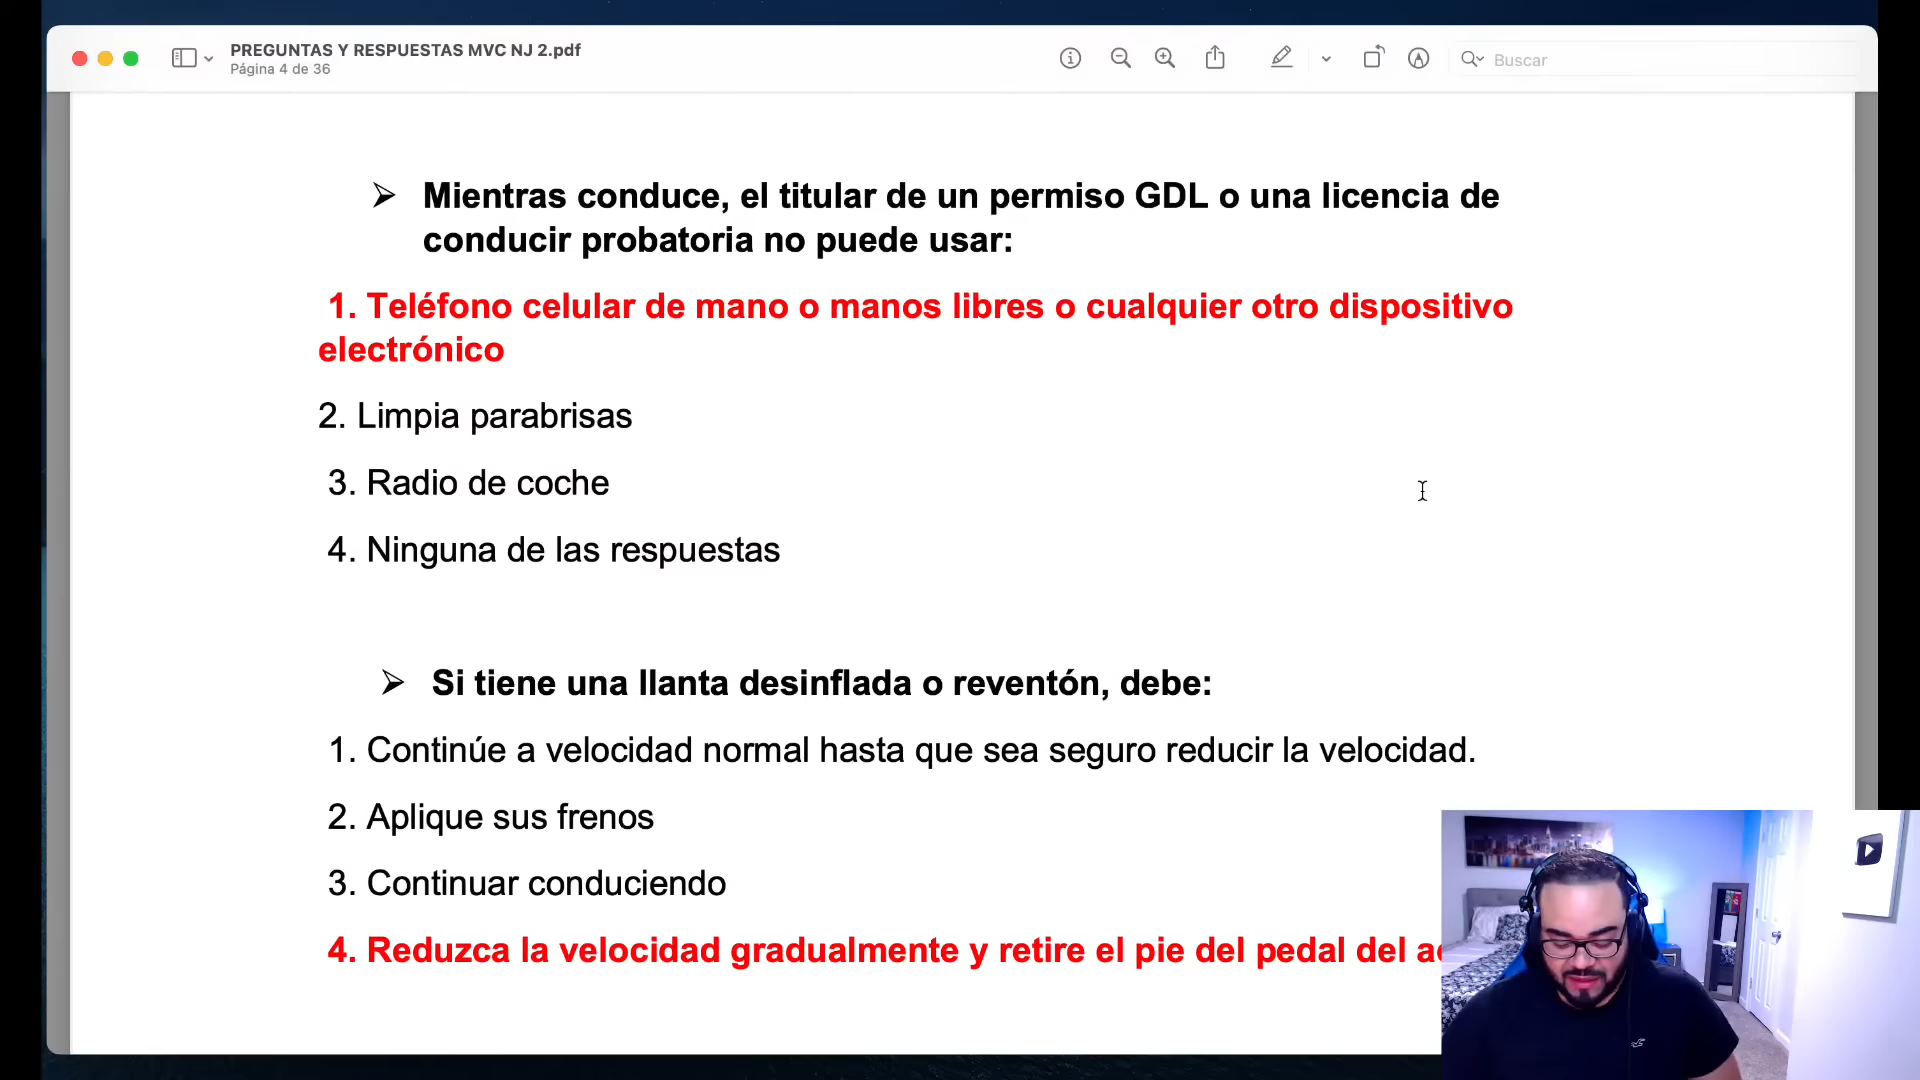 PREGUNTAS Y RESPUESTAS MVC NJ 2.pdf
Página 4 de 36
Buscar
➢ Mientras conduce, el titular de un permiso GDL o una licencia de
conducir probatoria no puede usar:
1. Teléfono celular de mano o manos libres o cualquier otro dispositivo
electrónico
2. Limpia parabrisas
3. Radio de coche
4. Ninguna de las respuestas
➢ Si tiene una llanta desinflada o reventón, debe:
1. Continúe a velocidad normal hasta que sea seguro reducir la velocidad.
2. Aplique sus frenos
3. Continuar conduciendo
4. Reduzca la velocidad gradualmente y retire el pie del pedal del